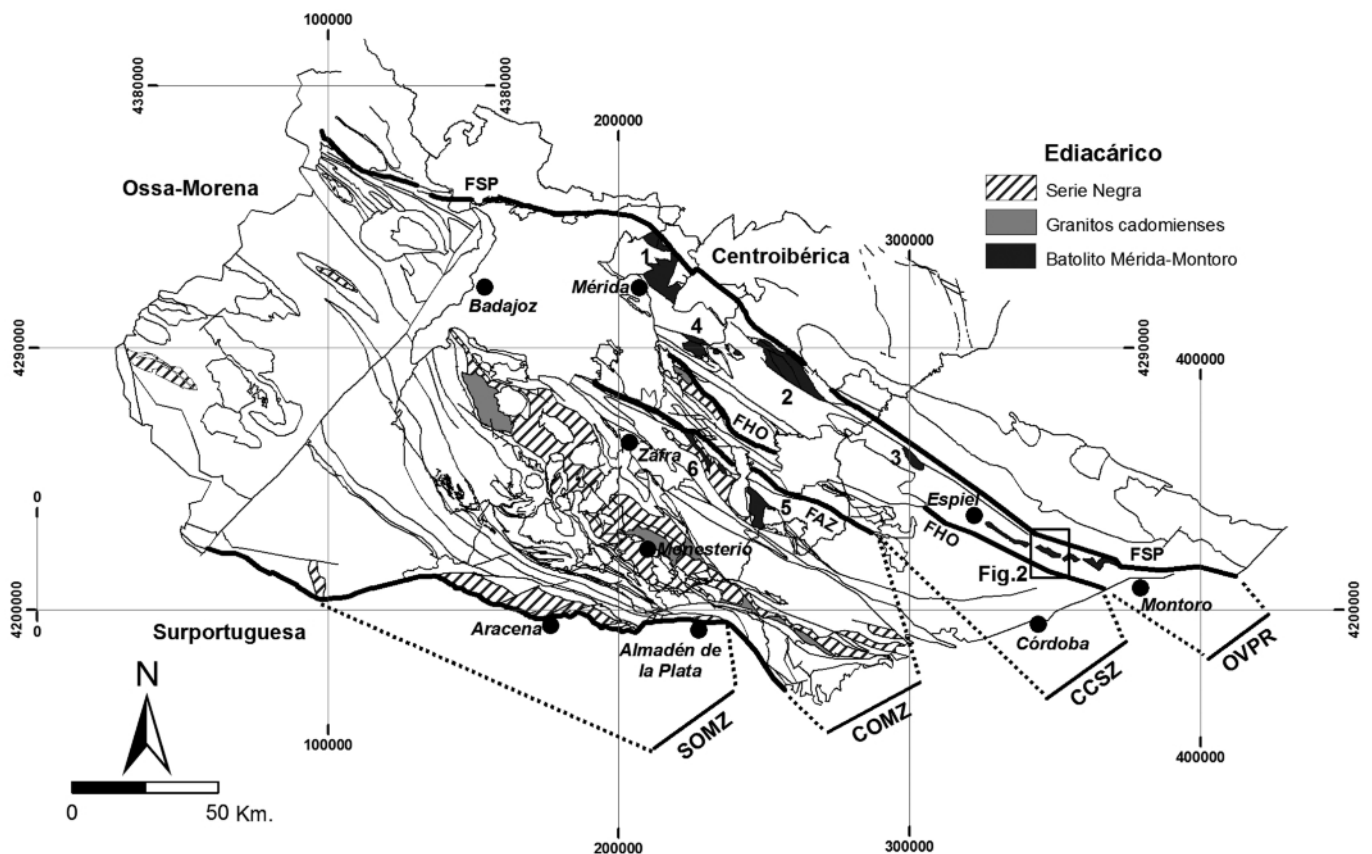 100000
4380000
4380000
200000
Ediacárico
Serie Negra
Granitos cadomienses
Batolito Mérida-Montoro
Ossa-Morena
FSP
300000
Centroibérica
1
Mérida
Badajoz
4
4290000
4290000
400000
2
FHO
Zafra
6
3
Espiel
0
0
5
FAZ
FHO
Monesterio
FSP
Fig.2
Montoro
4200000
0
4200000
Surportuguesa
Aracena
Almadén de
la Plata
Córdoba
OVPR
CCSZ
COMZ
SOMZ
N
100000
400000
0
50 Km.
200000
300000